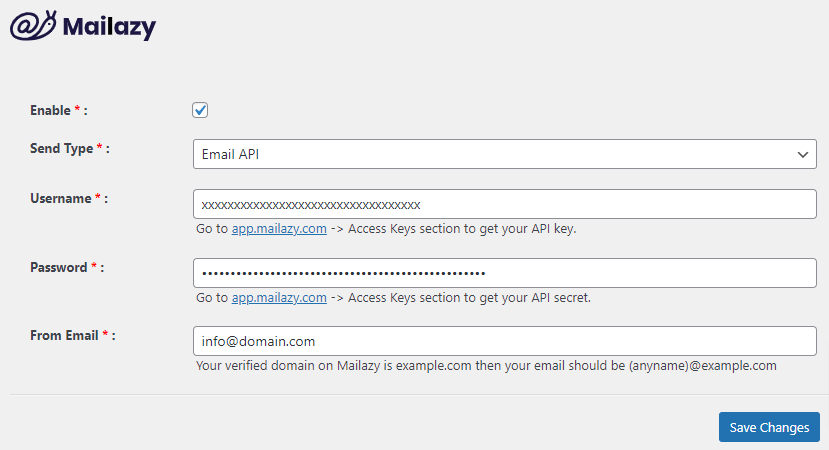 Mailazy
Enable * :
Send Type * :
Email API
Username * :
xxxxxxxxxxxxxxxxxxxxxxxxxxxxxxxxxx
Go to app.mailazy.com -> Access Keys section to get your API key.
Password * :
••••••••••••••••••••••••••••••••••••••••••••••••••
Go to app.mailazy.com -> Access Keys section to get your API secret.
From Email * :
info@domain.com
Your verified domain on Mailazy is example.com then your email should be (anyname)@example.com
Save Changes